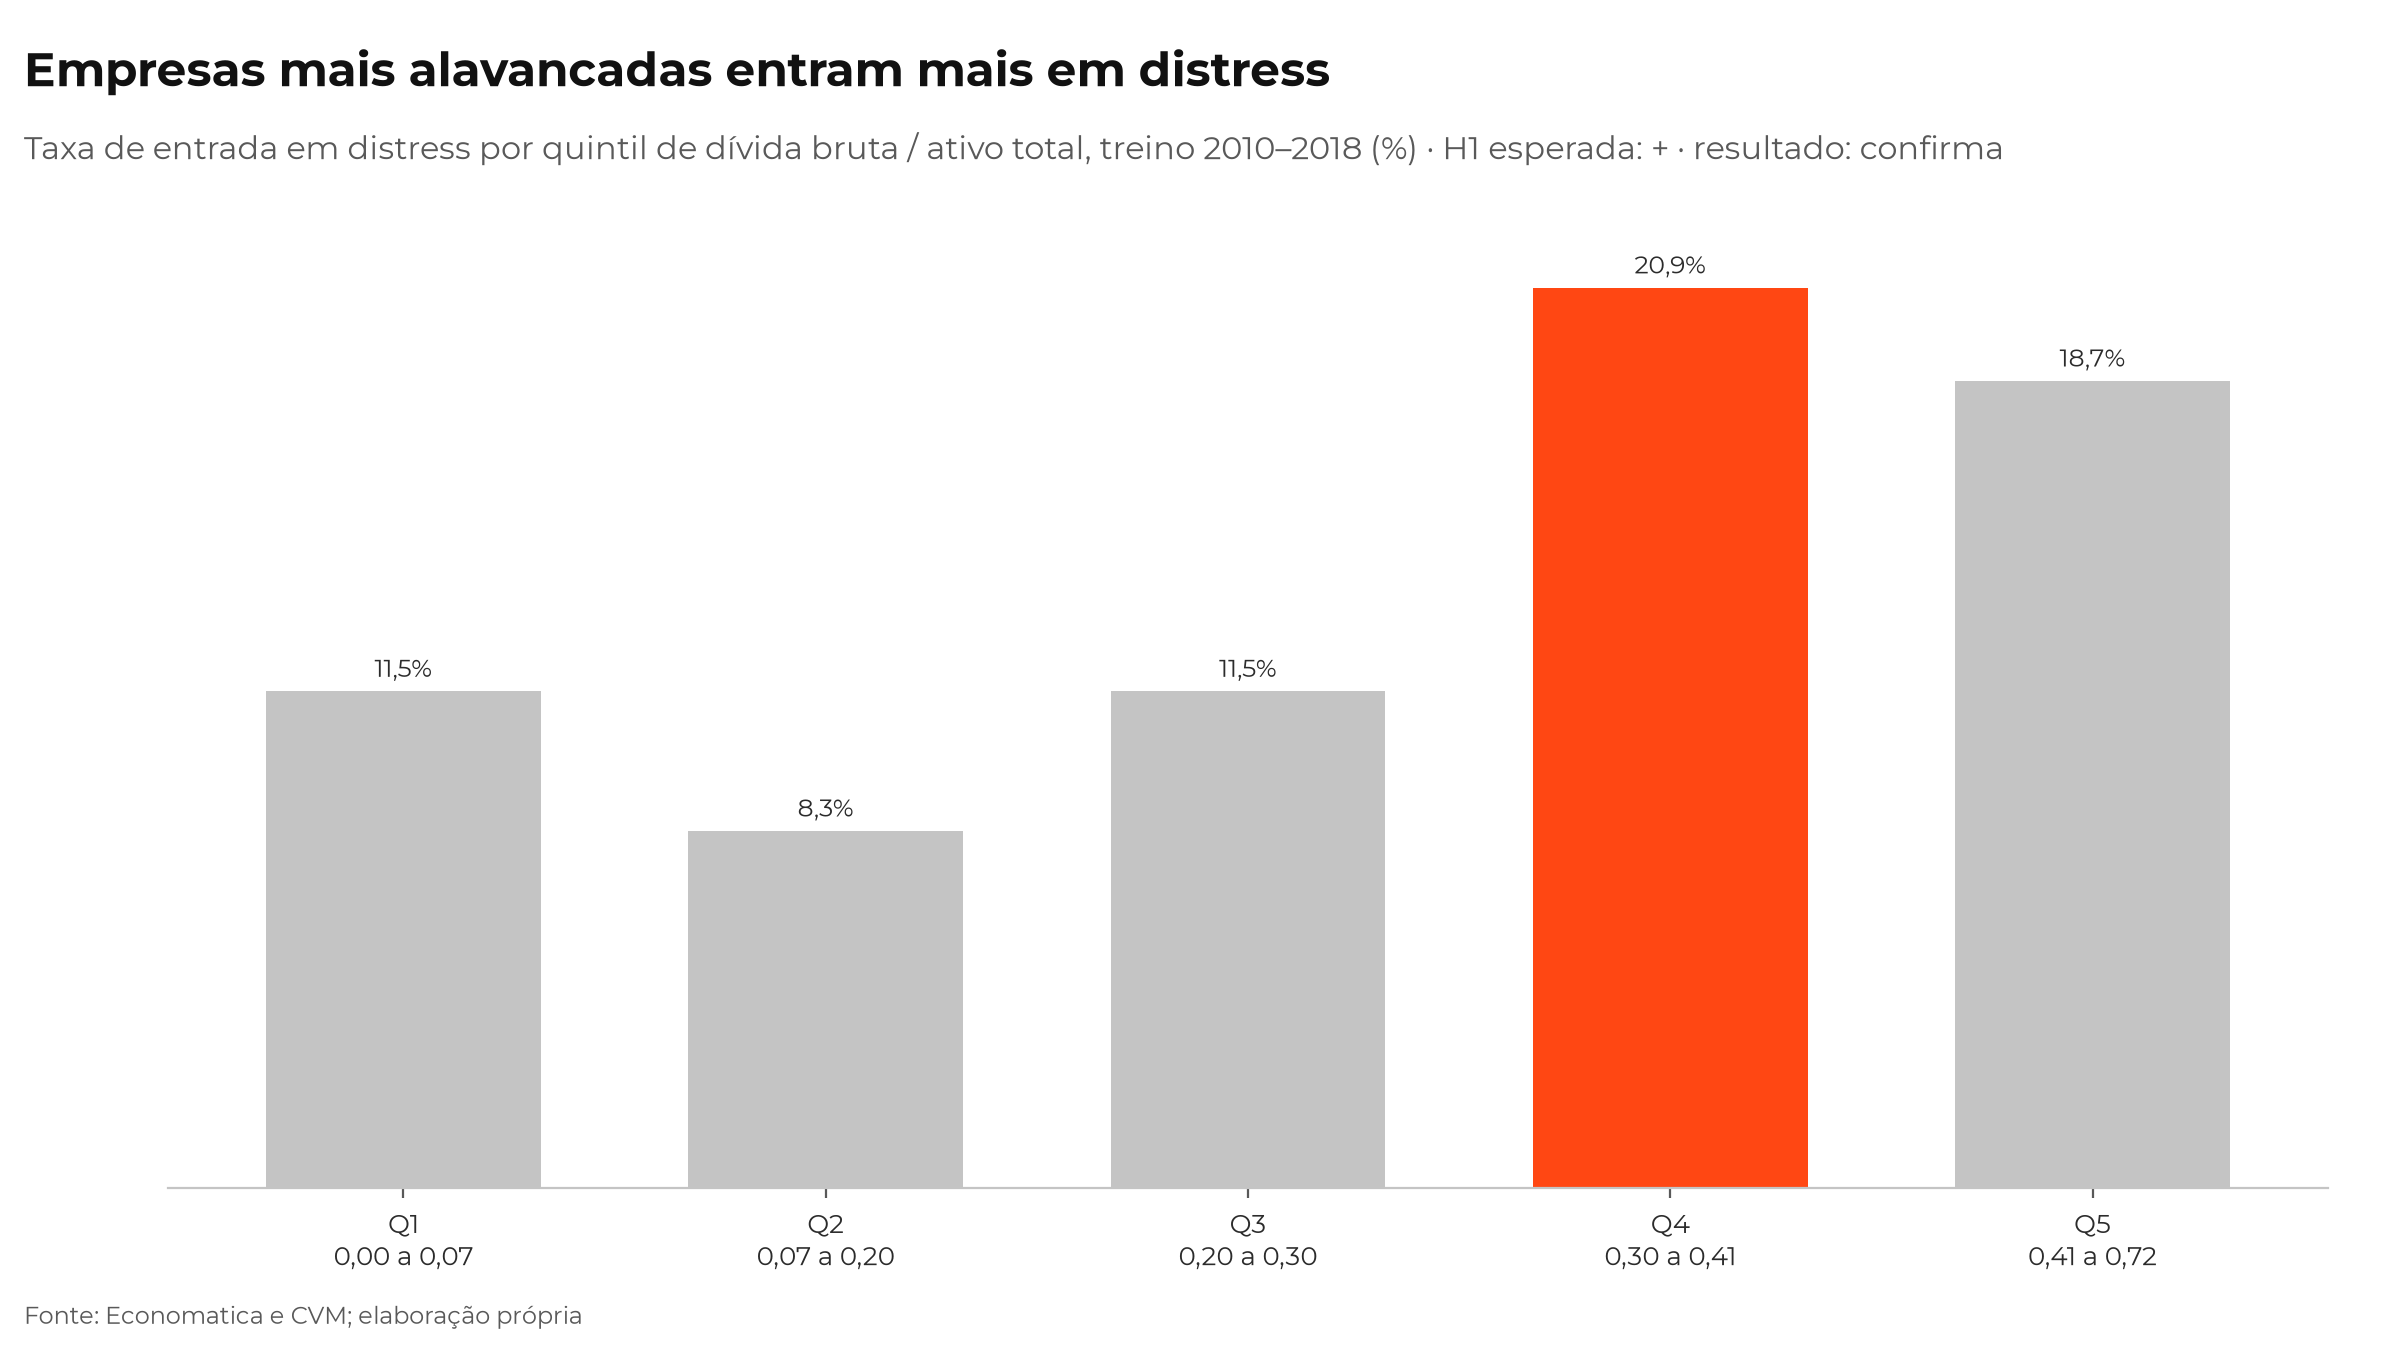 Empresas mais alavancadas entram mais em distress
Taxa de entrada em distress por quintil de dívida bruta / ativo total, treino 2010–2018 (%) · H1 esperada: + · resultado: confirma
11,5%
8,3%
11,5%
20,9%
18,7%
Q1
0,00 a 0,07
Q2
0,07 a 0,20
Q3
0,20 a 0,30
Q4
0,30 a 0,41
Q5
0,41 a 0,72
Fonte: Economatica e CVM; elaboração própria